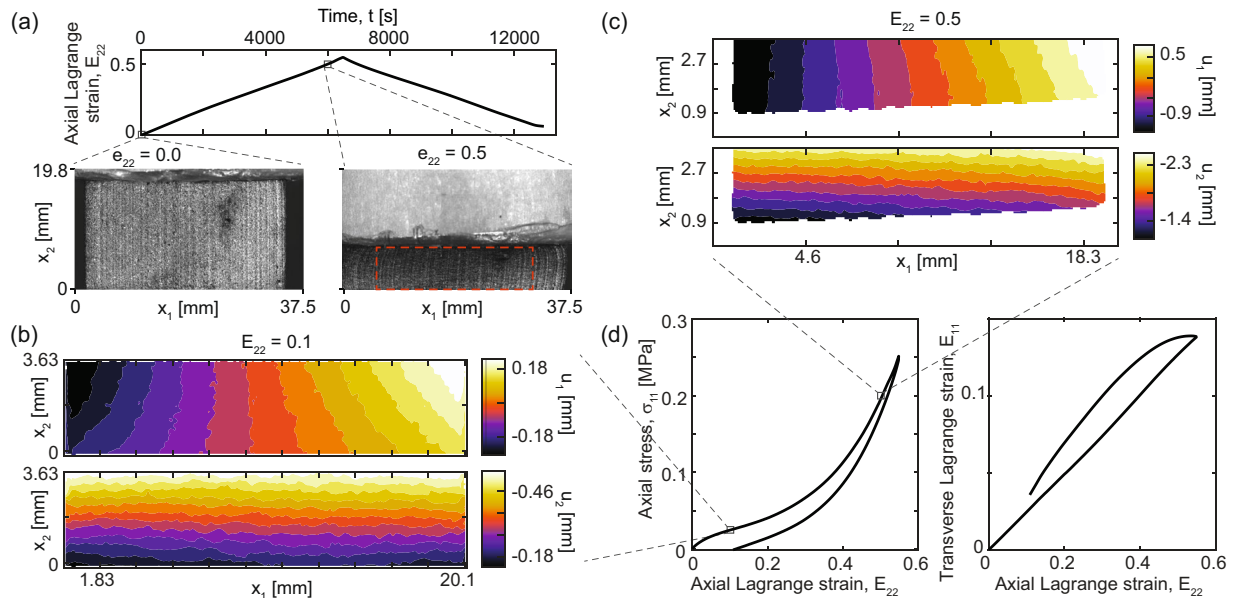 (a)
Time, t [s]
0 4000 8000 12000
Axial Lagrange
strain, E22
0.5
0
e22 = 0.0
e22 = 0.5
19.8
x2 [mm]
0
0 37.5
x1 [mm]
0 37.5
x1 [mm]
(b)
E22 = 0.1
3.63
x2 [mm]
0
0.18
-0.18
u1 [mm]
3.63
x2 [mm]
0
-0.46
-0.18
u2 [mm]
1.83 20.1
x1 [mm]
(c)
E22 = 0.5
2.7
0.9
x2 [mm]
0.5
-0.9
u1 [mm]
2.7
0.9
x2 [mm]
-2.3
-1.4
u2 [mm]
4.6 18.3
x1 [mm]
(d)
0.3
0.2
0.1
0
Axial stress, σ11 [MPa]
0 0.2 0.4 0.6
Axial Lagrange strain, E22
Transverse Lagrange strain, E11
0.1
0 0.2 0.4 0.6
Axial Lagrange strain, E22